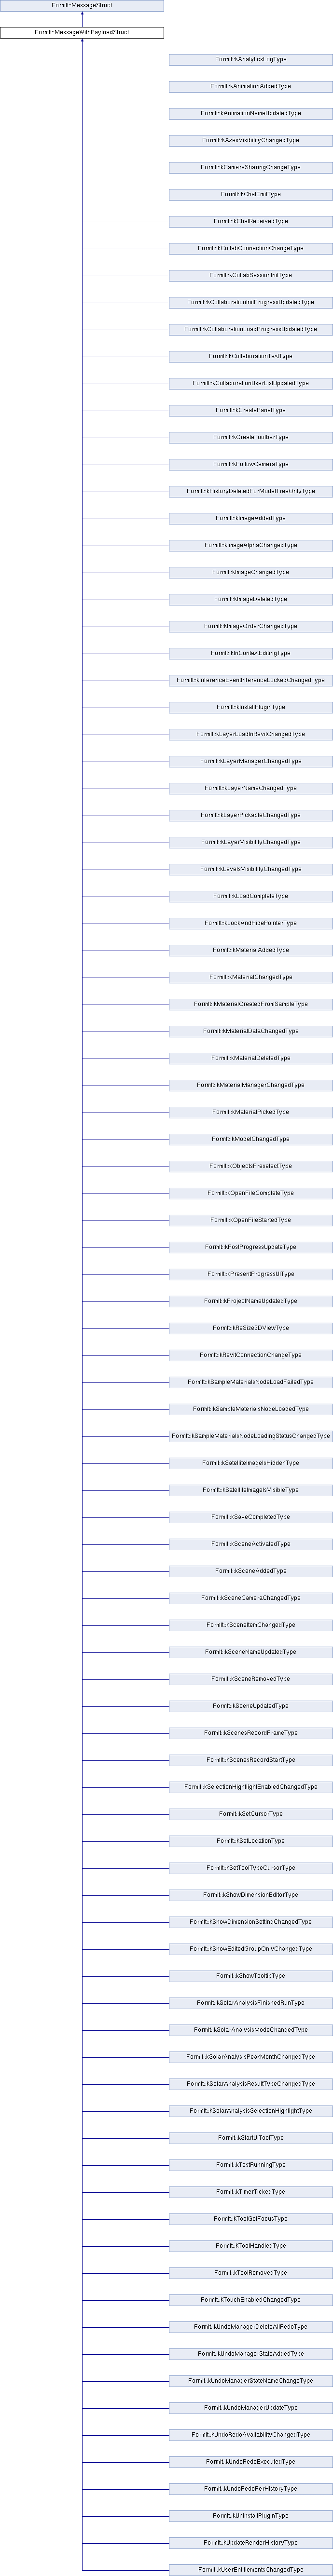 FormIt::MessageStruct
FormIt::MessageWithPayloadStruct
FormIt::kAnalyticsLogType
FormIt::kAnimationAddedType
FormIt::kAnimationNameUpdatedType
FormIt::kAxesVisibilityChangedType
FormIt::kCameraSharingChangeType
FormIt::kChatEmitType
FormIt::kChatReceivedType
FormIt::kCollabConnectionChangeType
FormIt::kCollabSessionInitType
FormIt::kCollaborationInitProgressUpdatedType
FormIt::kCollaborationLoadProgressUpdatedType
FormIt::kCollaborationTextType
FormIt::kCollaborationUserListUpdatedType
FormIt::kCreatePanelType
FormIt::kCreateToolbarType
FormIt::kFollowCameraType
FormIt::kHistoryDeletedForModelTreeOnlyType
FormIt::kImageAddedType
FormIt::kImageAlphaChangedType
FormIt::kImageChangedType
FormIt::kImageDeletedType
FormIt::kImageOrderChangedType
FormIt::kInContextEditingType
FormIt::kInferenceEventInferenceLockedChangedType
FormIt::kInstallPluginType
FormIt::kLayerLoadInRevitChangedType
FormIt::kLayerManagerChangedType
FormIt::kLayerNameChangedType
FormIt::kLayerPickableChangedType
FormIt::kLayerVisibilityChangedType
FormIt::kLevelsVisibilityChangedType
FormIt::kLoadCompleteType
FormIt::kLockAndHidePointerType
FormIt::kMaterialAddedType
FormIt::kMaterialChangedType
FormIt::kMaterialCreatedFromSampleType
FormIt::kMaterialDataChangedType
FormIt::kMaterialDeletedType
FormIt::kMaterialManagerChangedType
FormIt::kMaterialPickedType
FormIt::kModelChangedType
FormIt::kObjectsPreselectType
FormIt::kOpenFileCompleteType
FormIt::kOpenFileStartedType
FormIt::kPostProgressUpdateType
FormIt::kPresentProgressUIType
FormIt::kProjectNameUpdatedType
FormIt::kReSize3DViewType
FormIt::kRevitConnectionChangeType
FormIt::kSampleMaterialsNodeLoadFailedType
FormIt::kSampleMaterialsNodeLoadedType
FormIt::kSampleMaterialsNodeLoadingStatusChangedType
FormIt::kSatelliteImageIsHiddenType
FormIt::kSatelliteImageIsVisibleType
FormIt::kSaveCompletedType
FormIt::kSceneActivatedType
FormIt::kSceneAddedType
FormIt::kSceneCameraChangedType
FormIt::kSceneItemChangedType
FormIt::kSceneNameUpdatedType
FormIt::kSceneRemovedType
FormIt::kSceneUpdatedType
FormIt::kScenesRecordFrameType
FormIt::kScenesRecordStartType
FormIt::kSelectionHightlightEnabledChangedType
FormIt::kSetCursorType
FormIt::kSetLocationType
FormIt::kSetToolTypeCursorType
FormIt::kShowDimensionEditorType
FormIt::kShowDimensionSettingChangedType
FormIt::kShowEditedGroupOnlyChangedType
FormIt::kShowTooltipType
FormIt::kSolarAnalysisFinishedRunType
FormIt::kSolarAnalysisModeChangedType
FormIt::kSolarAnalysisPeakMonthChangedType
FormIt::kSolarAnalysisResultTypeChangedType
FormIt::kSolarAnalysisSelectionHighlightType
FormIt::kStartUIToolType
FormIt::kTestRunningType
FormIt::kTimerTickedType
FormIt::kToolGotFocusType
FormIt::kToolHandledType
FormIt::kToolRemovedType
FormIt::kTouchEnabledChangedType
FormIt::kUndoManagerDeleteAllRedoType
FormIt::kUndoManagerStateAddedType
FormIt::kUndoManagerStateNameChangeType
FormIt::kUndoManagerUpdateType
FormIt::kUndoRedoAvailabilityChangedType
FormIt::kUndoRedoExecutedType
FormIt::kUndoRedoPerHistoryType
FormIt::kUninstallPluginType
FormIt::kUpdateRenderHistoryType
FormIt::kUserEntitlementsChangedType